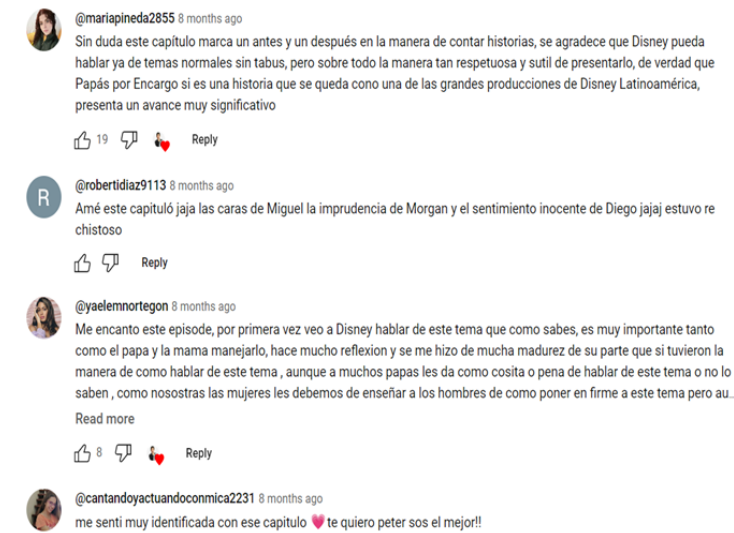 @mariapineda2855 8 months ago
Sin duda este capítulo marca un antes y un después en la manera de contar historias, se agradece que Disney pueda
hablar ya de temas normales sin tabus, pero sobre todo la manera tan respetuosa y sutil de presentarlo, de verdad que
Papás por Encargo si es una historia que se queda cono una de las grandes producciones de Disney Latinoamérica,
presenta un avance muy significativo
19 Reply
R
@robertidiaz9113 8 months ago
Amé este capituló jaja las caras de Miguel la imprudencia de Morgan y el sentimiento inocente de Diego jajaj estuvo re
chistoso
Reply
@yaelemnortegon 8 months ago
Me encanto este episode, por primera vez veo a Disney hablar de este tema que como sabes, es muy importante tanto
como el papa y la mama manejarlo, hace mucho reflexion y se me hizo de mucha madurez de su parte que si tuvieron la
manera de como hablar de este tema , aunque a muchos papas les da como cosita o pena de hablar de este tema o no lo
saben , como nosostras las mujeres les debemos de enseñar a los hombres de como poner en firme a este tema pero au...
Read more
8 Reply
@cantandoyactuandoconmica2231 8 months ago
me senti muy identificada con ese capitulo 💗te quiero peter sos el mejor!!